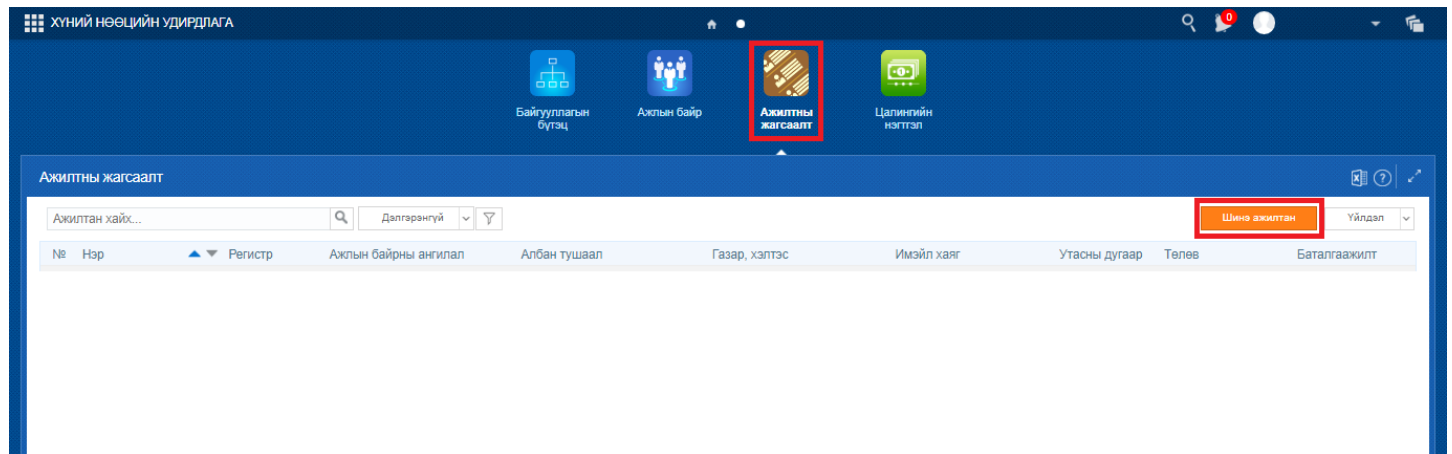 ХҮНИЙ НӨӨЦИЙН УДИРДЛАГА
0
Байгууллагын бүтэц
Ажлын байр
Ажилтны жагсаалт
Цалингийн нэгтгэл
Ажилтны жагсаалт
Ажилтан хайх... Дэлгэрэнгүй Шинэ ажилтан Үйлдэл
№ Нэр Регистр Ажлын байрны ангилал Албан тушаал Газар, хэлтэс Имэйл хаяг Утасны дугаар Төлөв Баталгаажилт